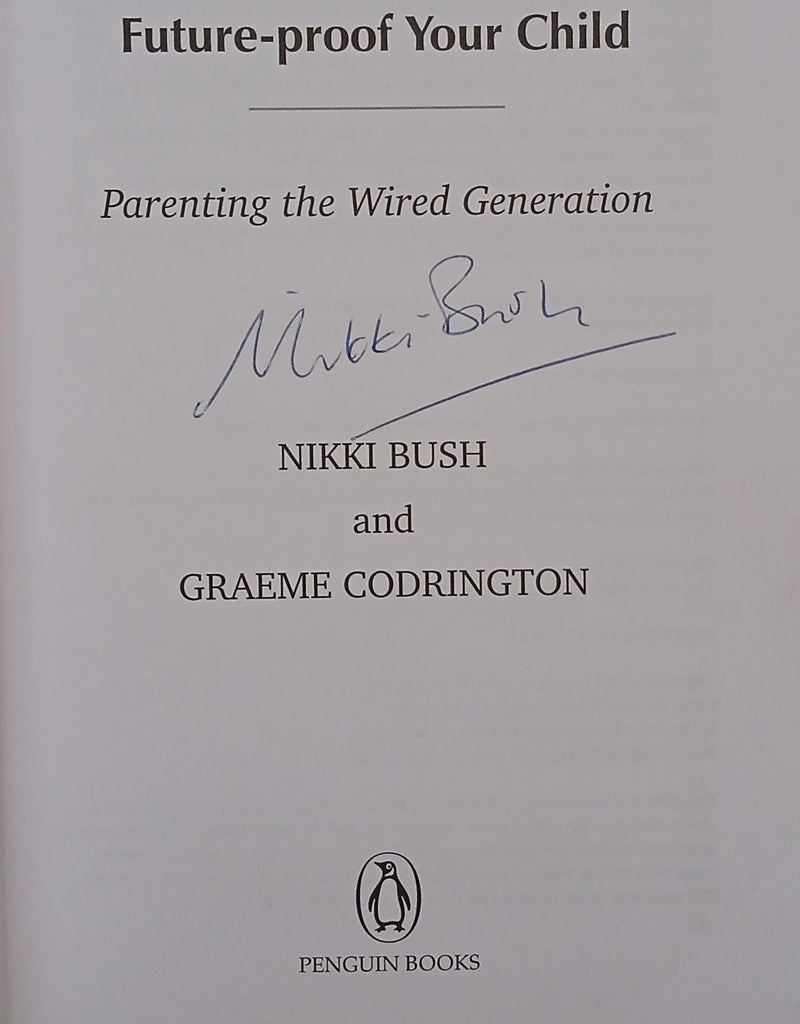 Future-proof Your Child
Parenting the Wired Generation
Nikki Bush
NIKKI BUSH
and
GRAEME CODRINGTON
PENGUIN BOOKS